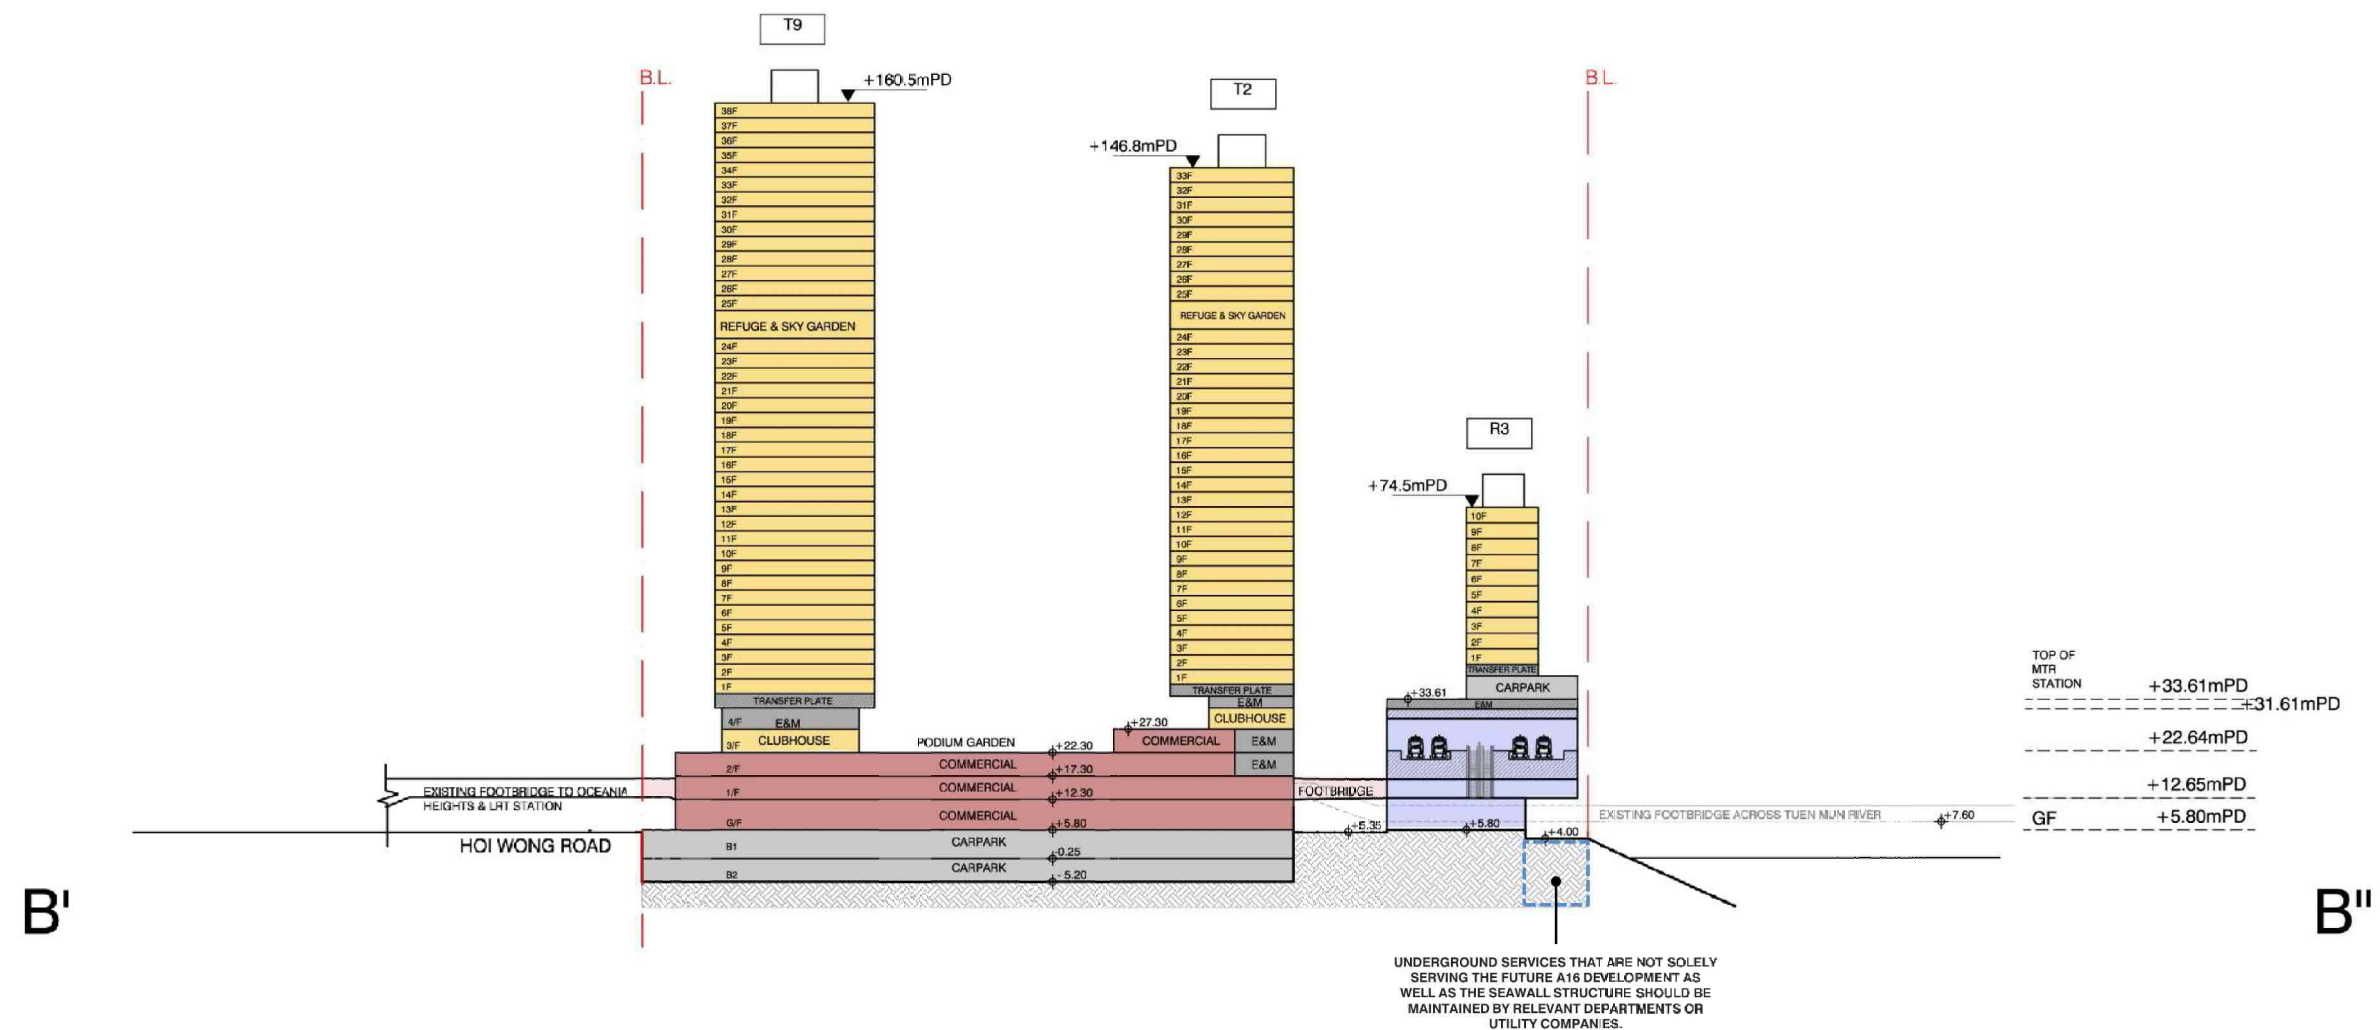 T9
B.L.
+160.5mPD
38F
37F
36F
35F
34F
33F
32F
31F
30F
29F
28F
27F
26F
25F
REFUGE & SKY GARDEN
24F
23F
22F
21F
20F
19F
18F
17F
16F
15F
14F
13F
12F
11F
10F
9F
8F
7F
6F
5F
4F
3F
2F
1F
TRANSFER PLATE
4/F E&M
3/F CLUBHOUSE
T2
+146.8mPD
33F
32F
31F
30F
29F
28F
27F
26F
25F
REFUGE & SKY GARDEN
24F
23F
22F
21F
20F
19F
18F
17F
16F
15F
14F
13F
12F
11F
10F
9F
8F
7F
6F
5F
4F
3F
2F
1F
TRANSFER PLATE
E&M
CLUBHOUSE
+27.30
COMMERCIAL E&M
E&M
B.L.
R3
+74.5mPD
10F
9F
8F
7F
6F
5F
4F
3F
2F
1F
TRANSFER PLATE
CARPARK
+33.61
E&M
PODIUM GARDEN +22.30
2/F COMMERCIAL +17.30
1/F COMMERCIAL +12.30
G/F COMMERCIAL +5.80
B1 CARPARK -0.25
B2 CARPARK - 5.20
EXISTING FOOTBRIDGE TO OCEANIA
HEIGHTS & LRT STATION
HOI WONG ROAD
FOOTBRIDGE
+5.35
+5.80
+4.00
EXISTING FOOTBRIDGE ACROSS TUEN MUN RIVER
+7.60
TOP OF
MTR
STATION
+33.61mPD
+31.61mPD
+22.64mPD
+12.65mPD
GF +5.80mPD
B'
B"
UNDERGROUND SERVICES THAT ARE NOT SOLELY
SERVING THE FUTURE A16 DEVELOPMENT AS
WELL AS THE SEAWALL STRUCTURE SHOULD BE
MAINTAINED BY RELEVANT DEPARTMENTS OR
UTILITY COMPANIES.